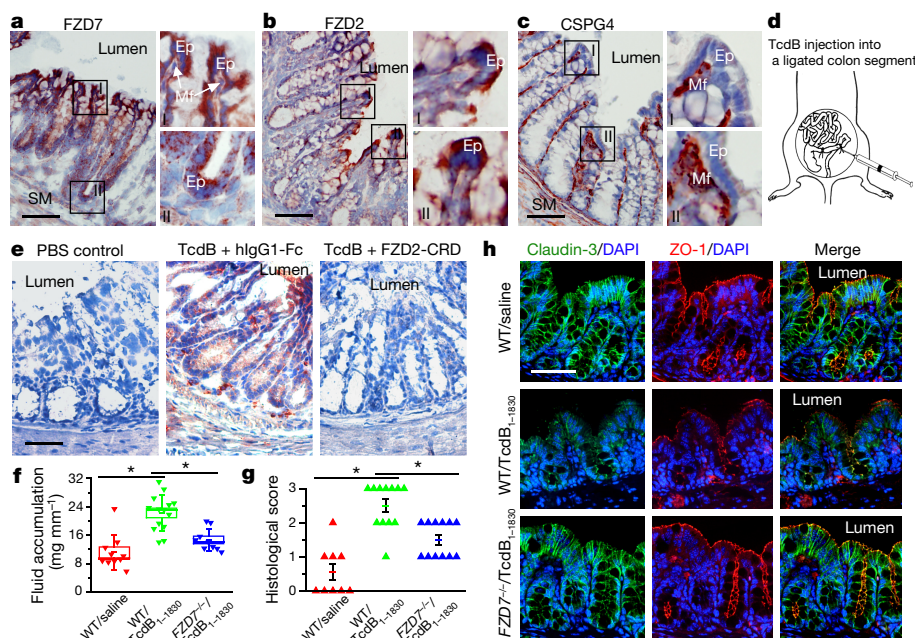 a
FZD7
Lumen
I
II
SM
Ep
Ep
Mf
I
Ep
II
b
FZD2
Lumen
I
II
Ep
I
Ep
II
c
CSPG4
Lumen
I
II
SM
Ep
Mf
I
Ep
Mf
II
d
TcdB injection into
a ligated colon segment
e
PBS control
Lumen
TcdB + hIgG1-Fc
Lumen
TcdB + FZD2-CRD
Lumen
f
Fluid accumulation
(mg mm⁻¹)
32
24
16
8
0
* *
WT/saline
WT/
TcdB₁₋₁₈₃₀
FZD7⁻/⁻/
TcdB₁₋₁₈₃₀
g
Histological score
3
2
1
0
* *
WT/saline
WT/
TcdB₁₋₁₈₃₀
FZD7⁻/⁻/
TcdB₁₋₁₈₃₀
h
Claudin-3/DAPI
ZO-1/DAPI
Merge
WT/saline
Lumen
WT/TcdB₁₋₁₈₃₀
Lumen
FZD7⁻/⁻/TcdB₁₋₁₈₃₀
Lumen